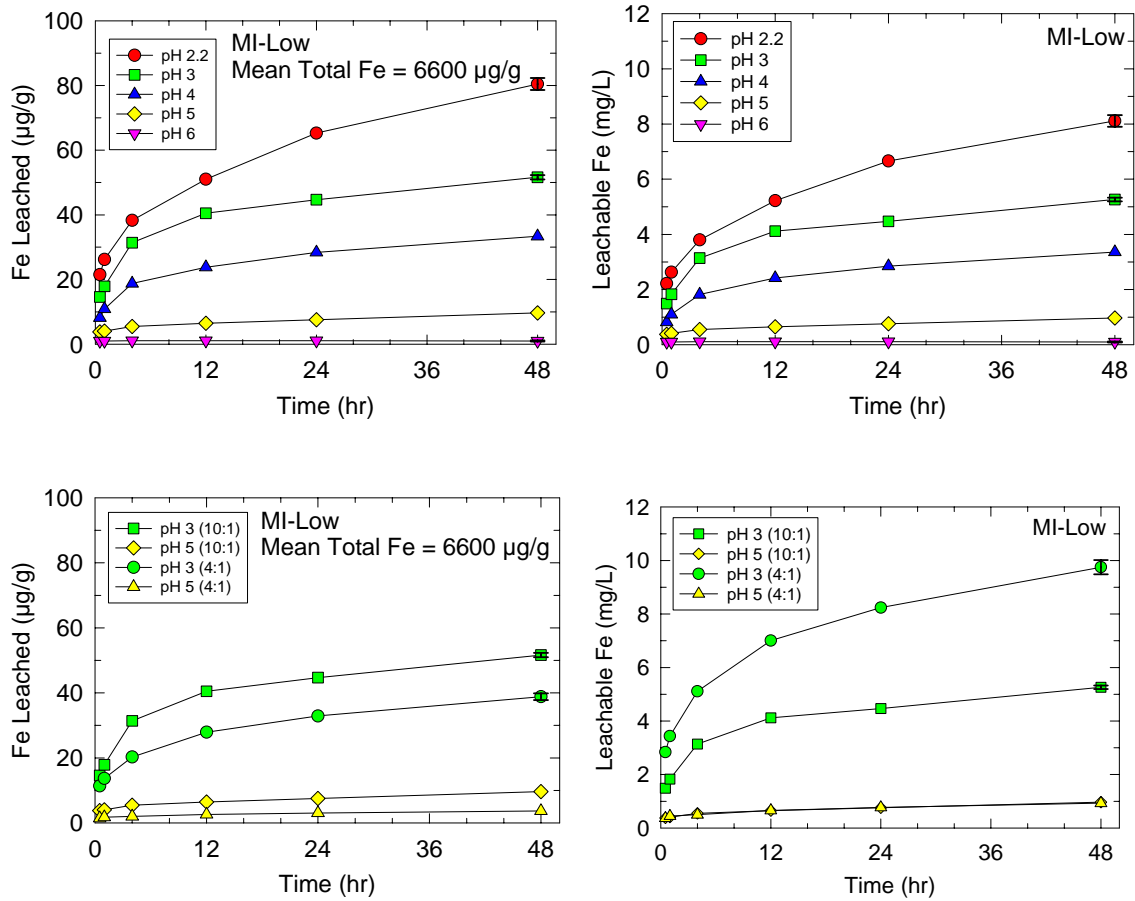 MI-Low
Mean Total Fe = 6600 µg/g
pH 2.2
pH 3
pH 4
pH 5
pH 6
Fe Leached (µg/g)
100
80
60
40
20
0
0 12 24 36 48
Time (hr)
MI-Low
pH 2.2
pH 3
pH 4
pH 5
pH 6
Leachable Fe (mg/L)
12
10
8
6
4
2
0
0 12 24 36 48
Time (hr)
MI-Low
Mean Total Fe = 6600 µg/g
pH 3 (10:1)
pH 5 (10:1)
pH 3 (4:1)
pH 5 (4:1)
Fe Leached (µg/g)
100
80
60
40
20
0
0 12 24 36 48
Time (hr)
MI-Low
pH 3 (10:1)
pH 5 (10:1)
pH 3 (4:1)
pH 5 (4:1)
Leachable Fe (mg/L)
12
10
8
6
4
2
0
0 12 24 36 48
Time (hr)